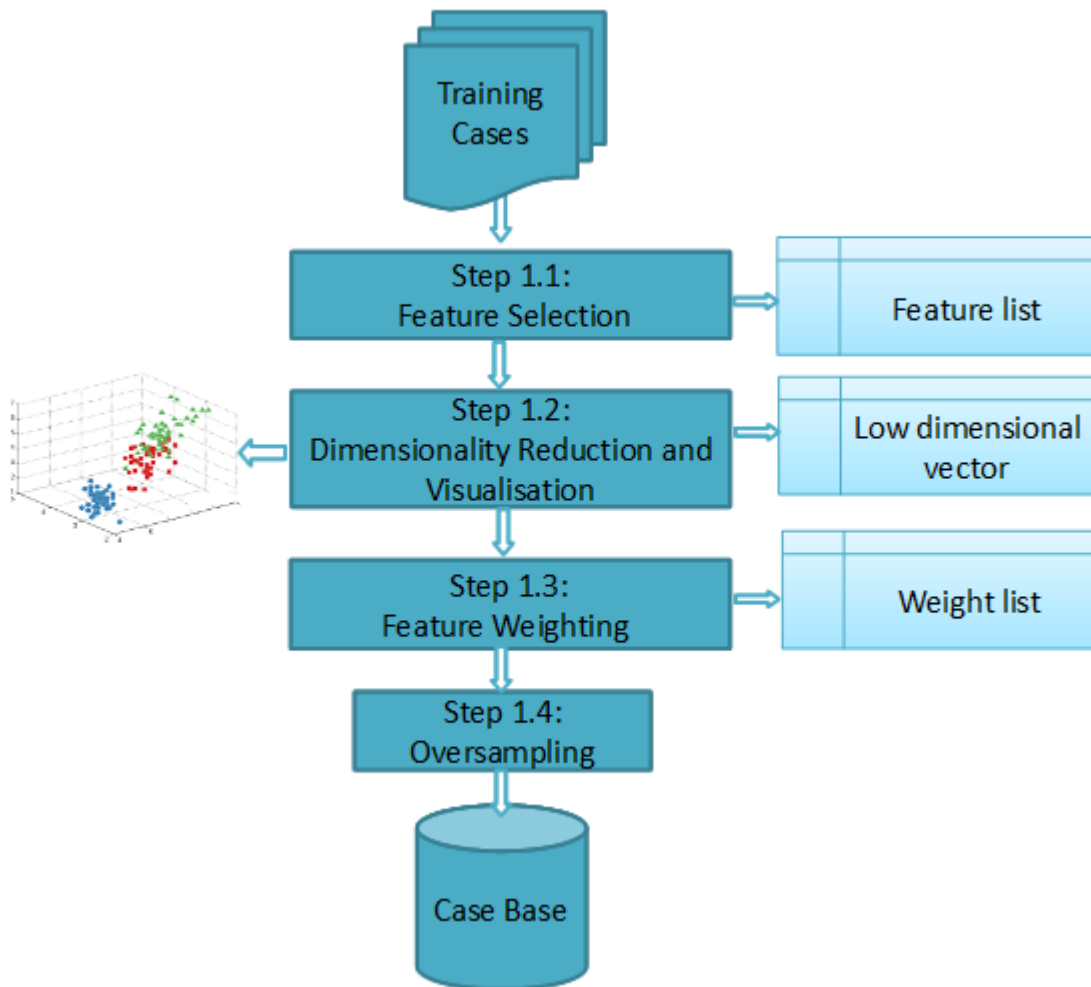 Training
Cases
Step 1.1:
Feature Selection
Feature list
Step 1.2:
Dimensionality Reduction and
Visualisation
Low dimensional
vector
Step 1.3:
Feature Weighting
Weight list
Step 1.4:
Oversampling
Case Base